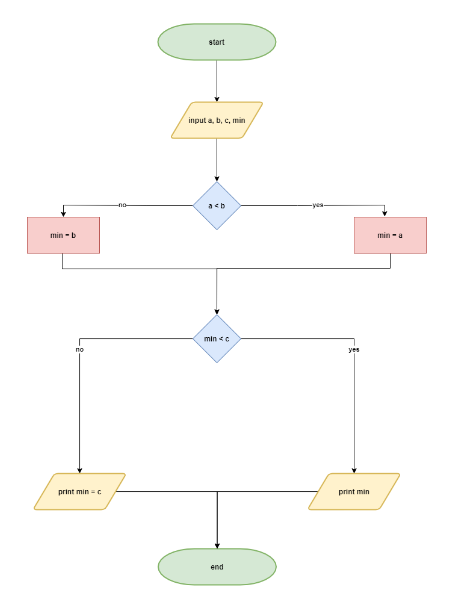 start
input a, b, c, min
a < b
no
yes
min = b
min = a
min < c
no
yes
print min = c
print min
end